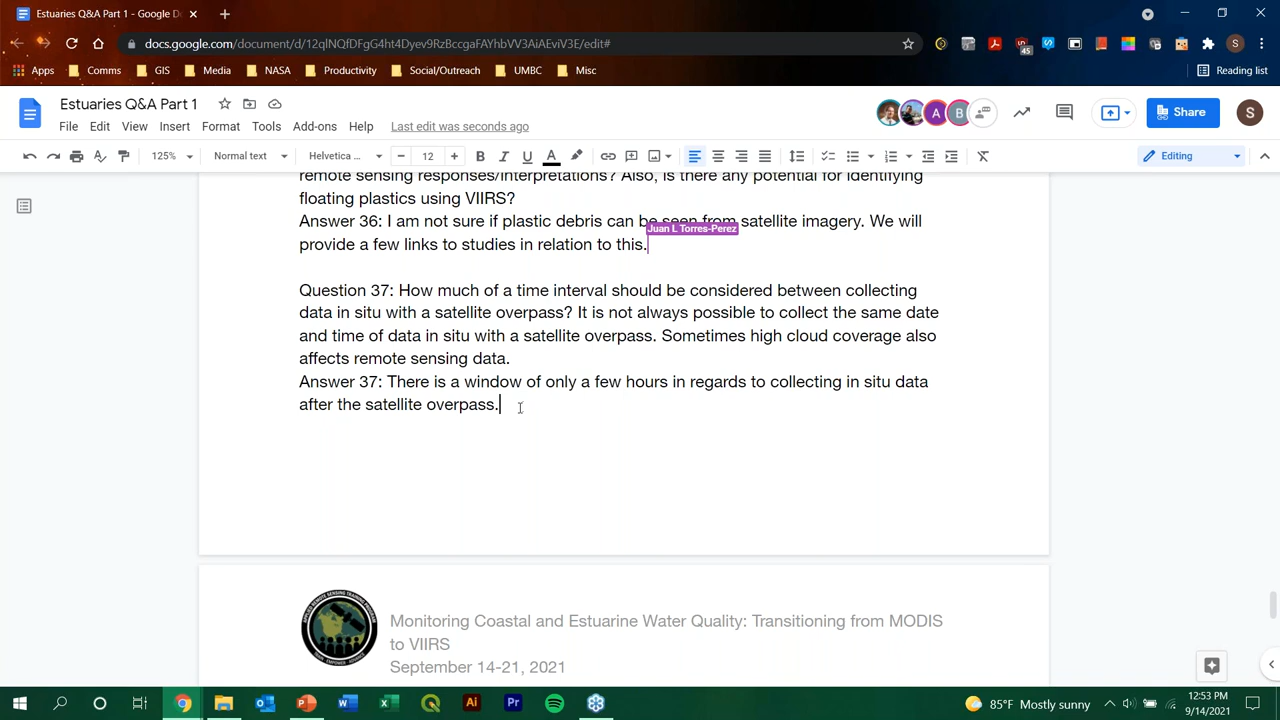 Estuaries Q&A Part 1 - Google D
docs.google.com/document/d/12qlNQfDFgG4ht4Dyev9RzBccgaFAYhbVV3AiAEviV3E/edit#
Apps Comms GIS Media NASA Productivity Social/Outreach UMBC Misc Reading list
Estuaries Q&A Part 1
File Edit View Insert Format Tools Add-ons Help Last edit was seconds ago
A B Share S
125% Normal text Helvetica ... 12 B I U A Editing
remote sensing responses/interpretations? Also, is there any potential for identifying
floating plastics using VIIRS?
Answer 36: I am not sure if plastic debris can be seen from satellite imagery. We will
Juan L Torres-Perez
provide a few links to studies in relation to this.
Question 37: How much of a time interval should be considered between collecting
data in situ with a satellite overpass? It is not always possible to collect the same date
and time of data in situ with a satellite overpass. Sometimes high cloud coverage also
affects remote sensing data.
Answer 37: There is a window of only a few hours in regards to collecting in situ data
after the satellite overpass.
Monitoring Coastal and Estuarine Water Quality: Transitioning from MODIS
to VIIRS
September 14-21, 2021
85°F Mostly sunny
12:53 PM
9/14/2021